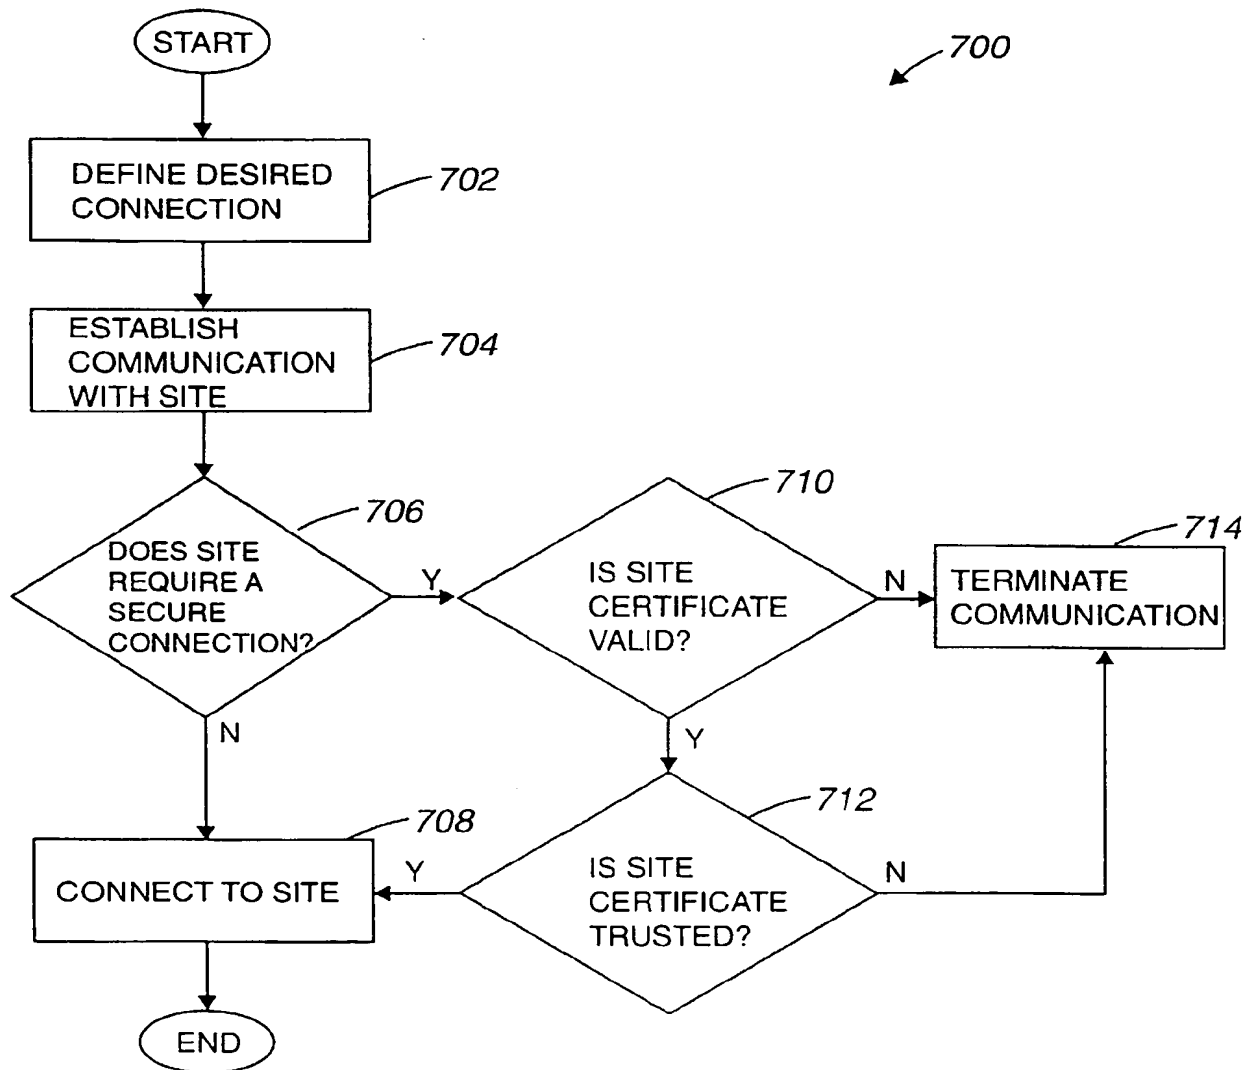 START
700
DEFINE DESIRED
CONNECTION
702
ESTABLISH
COMMUNICATION
WITH SITE
704
DOES SITE
REQUIRE A
SECURE
CONNECTION?
706
Y
N
IS SITE
CERTIFICATE
VALID?
710
N
Y
TERMINATE
COMMUNICATION
714
CONNECT TO SITE
708
Y
IS SITE
CERTIFICATE
TRUSTED?
712
N
END